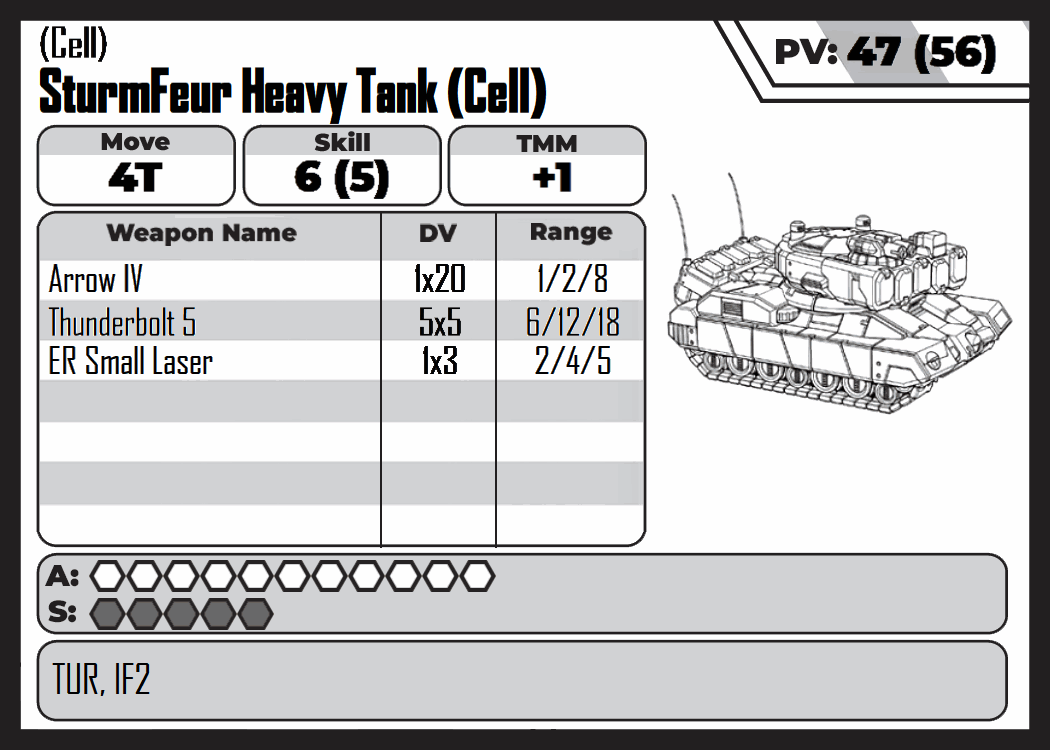 (Cell)
SturmFeur Heavy Tank (Cell)
PV: 47 (56)
Move Skill TMM
4T 6 (5) +1
Weapon Name DV Range
Arrow IV 1x20 1/2/8
Thunderbolt 5 5x5 6/12/18
ER Small Laser 1x3 2/4/5
A:
S:
TUR, IF2